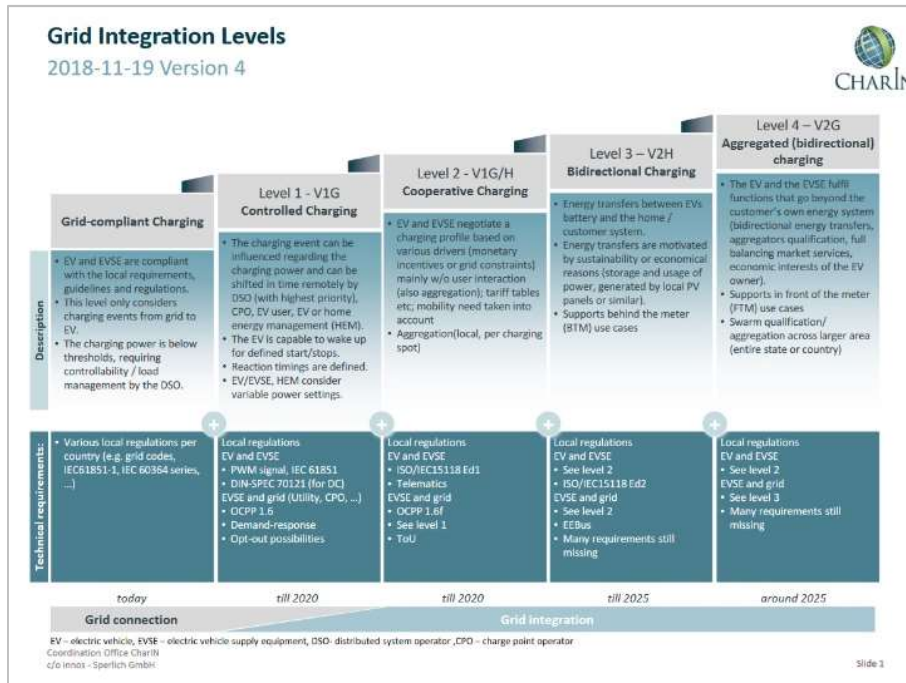 Grid Integration Levels
2018-11-19 Version 4
CHARIN
Grid-compliant Charging
Level 1 - V1G
Controlled Charging
Level 2 - V1G/H
Cooperative Charging
Level 3 – V2H
Bidirectional Charging
Level 4 – V2G
Aggregated (bidirectional)
charging
Description
• EV and EVSE are compliant
with the local requirements,
guidelines and regulations.
• This level only considers
charging events from grid to
EV.
• The charging power is below
thresholds, requiring
controllability / load
management by the DSO.
• The charging event can be
influenced regarding the
charging power and can be
shifted in time remotely by
DSO (with highest priority),
CPO, EV user, EV or home
energy management (HEM).
• The EV is capable to wake up
for defined start/stops.
• Reaction timings are defined.
• EV/EVSE, HEM consider
variable power settings.
• EV and EVSE negotiate a
charging profile based on
various drivers (monetary
incentives or grid constraints)
mainly w/o user interaction
(also aggregation); tariff tables
etc; mobility need taken into
account
• Aggregation(local, per charging
spot)
• Energy transfers between EVs
battery and the home /
customer system.
• Energy transfers are motivated
by sustainability or economical
reasons (storage and usage of
power, generated by local PV
panels or similar).
• Supports behind the meter
(BTM) use cases
• The EV and the EVSE fulfil
functions that go beyond the
customer's own energy system
(bidirectional energy transfers,
aggregators qualification, full
balancing market services,
economic interests of the EV
owner).
• Supports in front of the meter
(FTM) use cases
• Swarm qualification/
aggregation across larger area
(entire state or country)
+ + + +
Technical requirements:
• Various local regulations per
country (e.g. grid codes,
IEC61851-1, IEC 60364 series,
...)
Local regulations
EV and EVSE
• PWM signal, IEC 61851
• DIN-SPEC 70121 (for DC)
EVSE and grid (Utility, CPO, ...)
• OCPP 1.6
• Demand-response
• Opt-out possibilities
Local regulations
EV and EVSE
• ISO/IEC15118 Ed1
• Telematics
EVSE and grid
• OCPP 1.6f
• See level 1
• ToU
Local regulations
EV and EVSE
• See level 2
• ISO/IEC15118 Ed2
EVSE and grid
• See level 2
• EEBus
• Many requirements still
missing
Local regulations
EV and EVSE
• See level 2
EVSE and grid
• See level 3
• Many requirements still
missing
today
till 2020
till 2020
till 2025
around 2025
Grid connection
Grid integration
EV – electric vehicle, EVSE – electric vehicle supply equipment, DSO- distributed system operator ,CPO – charge point operator
Coordination Office CharIN
c/o innos - Sperlich GmbH
Slide 1